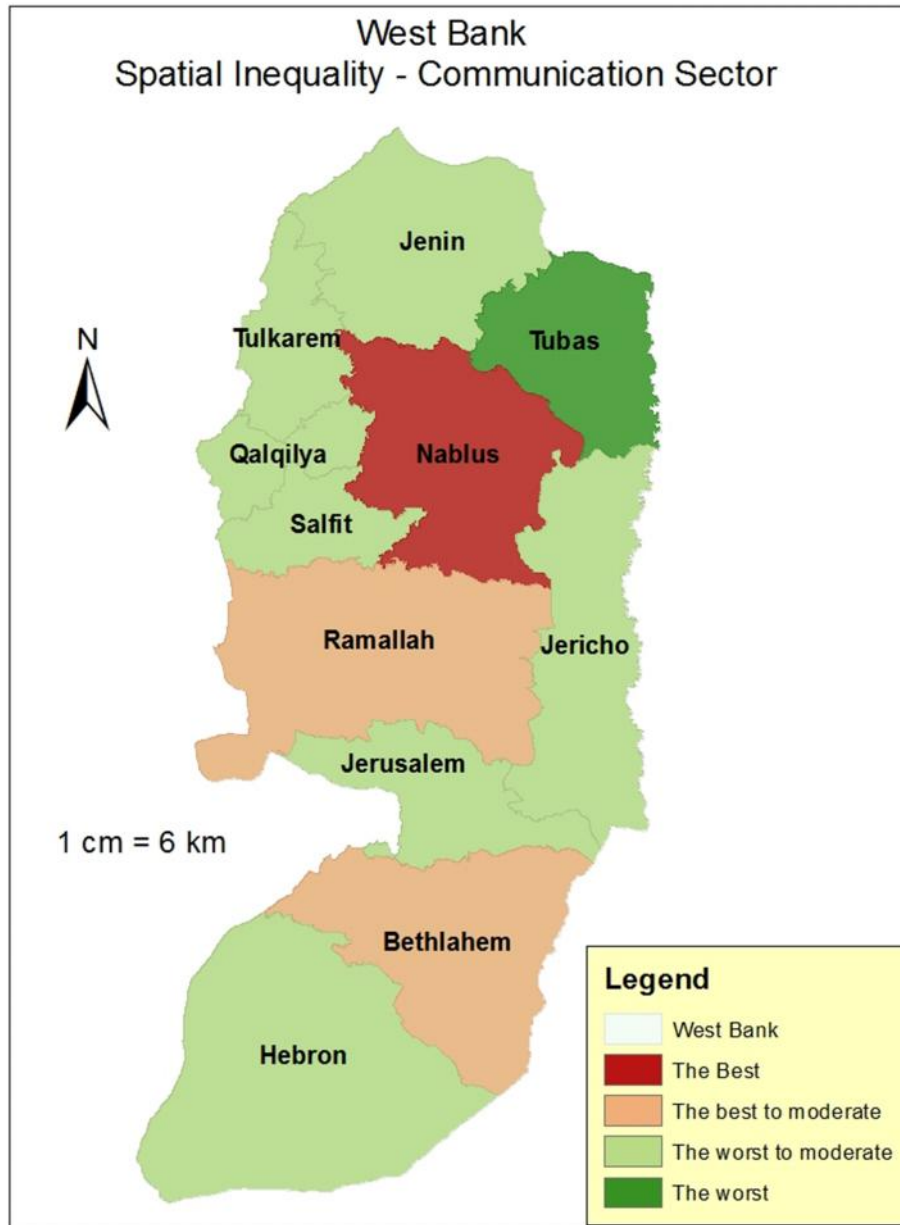 West Bank
Spatial Inequality - Communication Sector
Jenin
N
Tulkarem
Tubas
Qalqilya
Nablus
Salfit
Ramallah
Jericho
Jerusalem
1 cm = 6 km
Bethlahem
Hebron
Legend
West Bank
The Best
The best to moderate
The worst to moderate
The worst